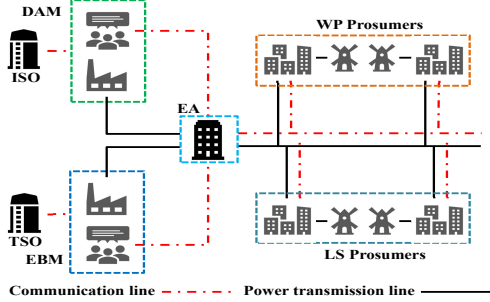 DAM
WP Prosumers
ISO
EA
TSO
EBM
LS Prosumers
Communication line
Power transmission line